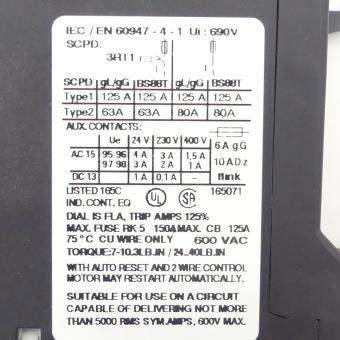 IEC / EN 60947 - 4 - 1 Ui : 690V
SCPD:
3RT1
SCPD gL/gG BS88T gL/gG BS88T
Type1 125 A 125 A 125 A 125 A
Type2 63A 63A 80A 80A
AUX. CONTACTS:
Ue Z4 V Z30 V 400 V
6 A g G
AC 15 95-96 4 A 3 A 1,5 A
97-98 3 A 2 A 1 A
10 A D z
DC 13 1 A 0,1 A –
flink
LISTED 165C UL SA 165071
IND. CONT. EQ
DIAL IS FLA, TRIP AMPS 125%
MAX. FUSE RK 5 150A MAX. CB 125A
75°C CU WIRE ONLY 600 VAC
TORQUE:7-10.3LB.IN / 24..40LB.IN
WITH AUTO RESET AND 2 WIRE CONTROL
MOTOR MAY RESTART AUTOMATICALLY.
SUITABLE FOR USE ON A CIRCUIT
CAPABLE OF DELIVERING NOT MORE
THAN 5000 RMS SYM.AMPS, 600V MAX.